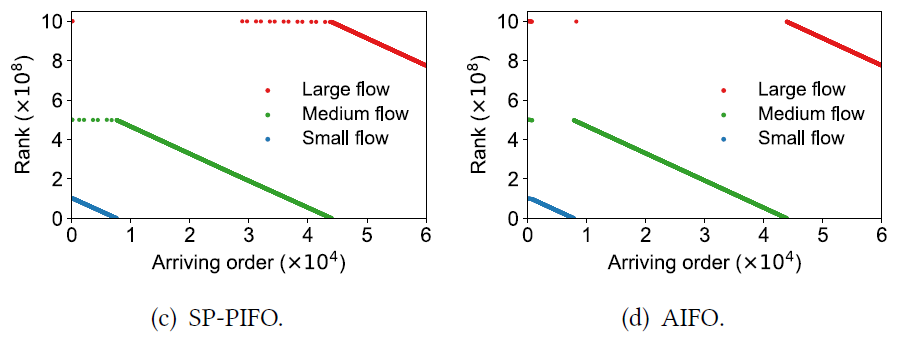 10
8
6
4
2
0
Rank (×10⁸)
Large flow
Medium flow
Small flow
0 1 2 3 4 5 6
Arriving order (×10⁴)
(c) SP-PIFO.
10
8
6
4
2
0
Rank (×10⁸)
Large flow
Medium flow
Small flow
0 1 2 3 4 5 6
Arriving order (×10⁴)
(d) AIFO.